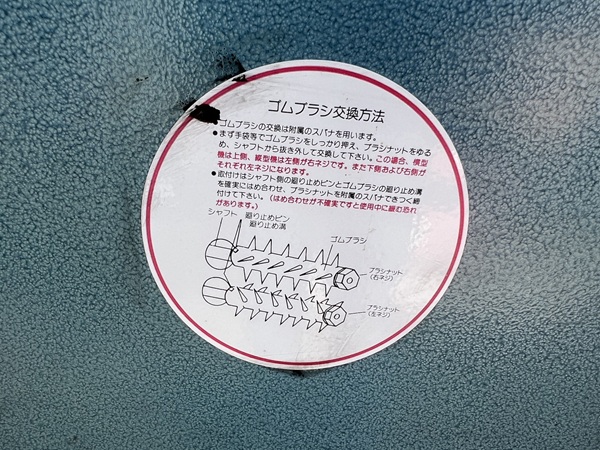 ゴムブラシ交換方法
●ゴムブラシの交換は附属のスパナを用います。
●まず手袋等でゴムブラシをしっかり押え、ブラシナットをゆる
め、シャフトから抜き外して交換して下さい。この場合、横型
機は上側、縦型機は左側が右ネジです。また下側および右側が
それぞれ左ネジになります。
●取付けはシャフト側の廻り止めピンとゴムブラシの廻り止め溝
を確実にはめ合わせ、ブラシナットを附属のスパナできつく締
付けて下さい。(はめ合わせが不確実ですと使用中に緩む恐れ
があります。)
シャフト 廻り止めピン
廻り止め溝
ゴムブラシ
ブラシナット
(右ネジ)
ブラシナット
(左ネジ)